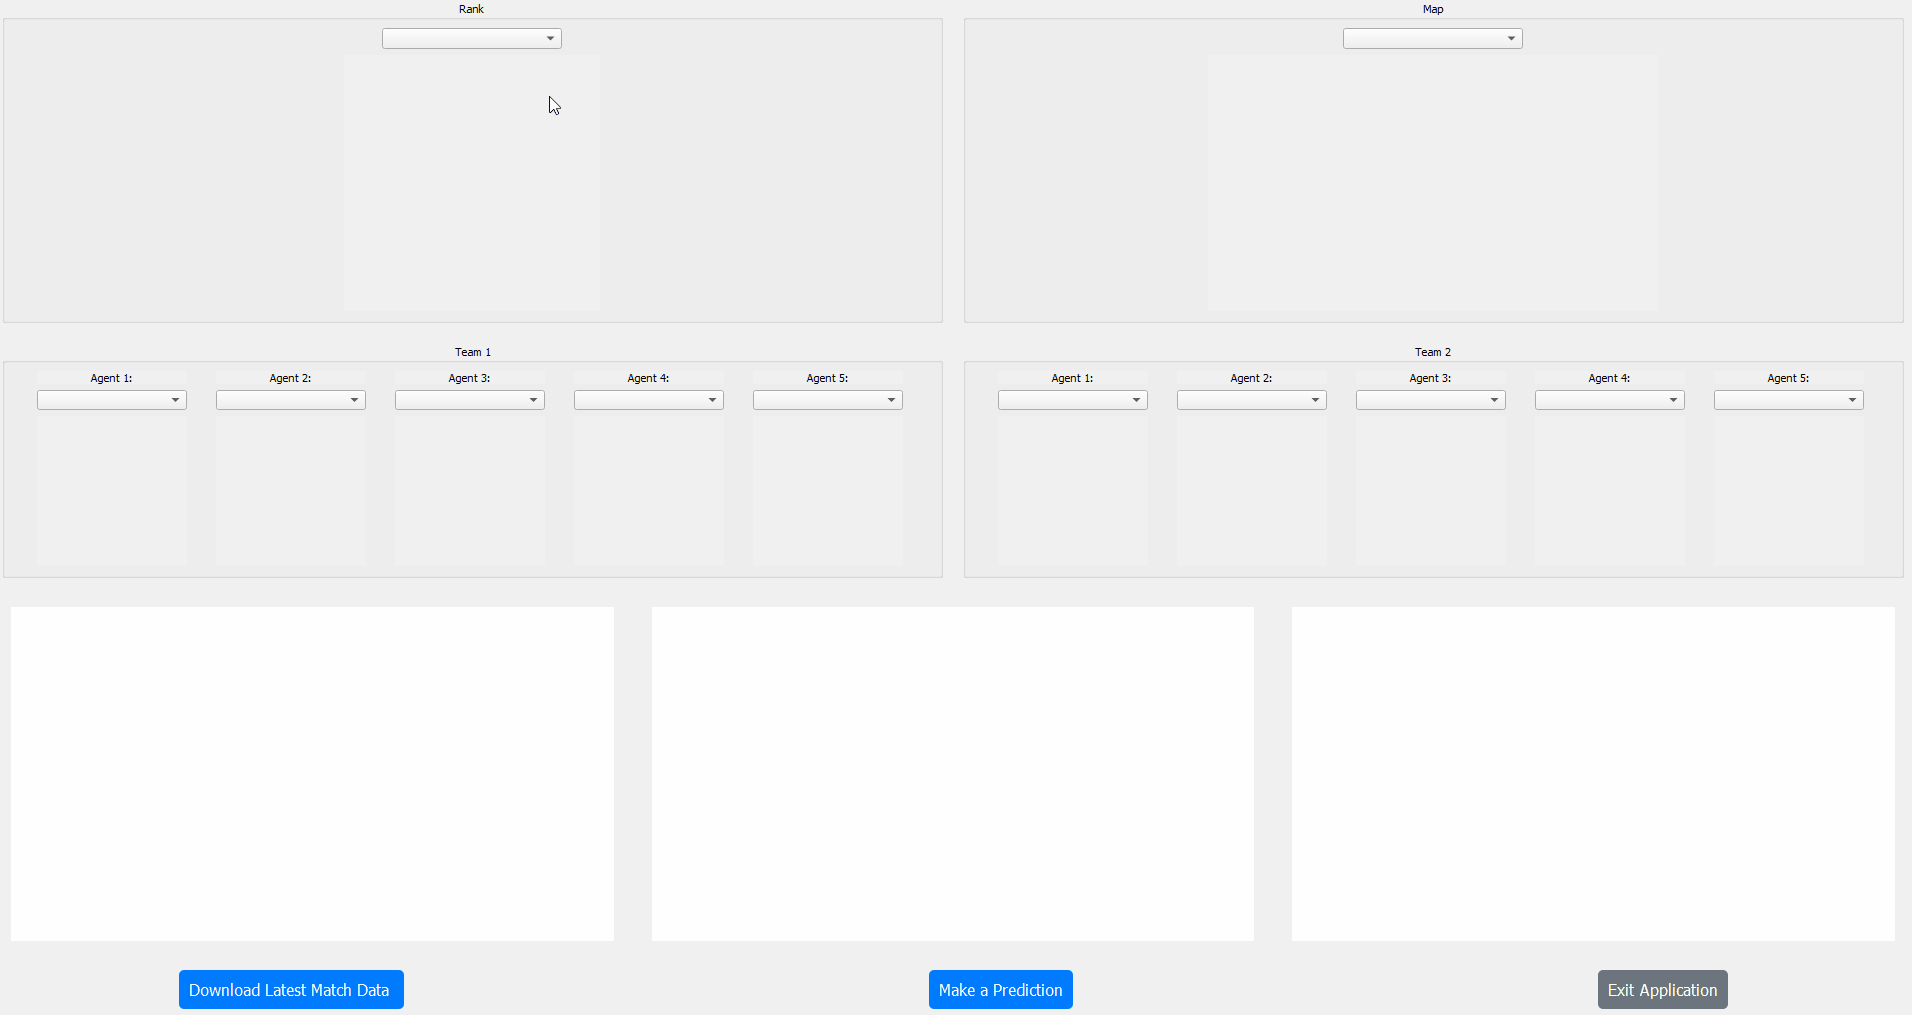 Rank
Map
Team 1
Team 2
Agent 1:
Agent 2:
Agent 3:
Agent 4:
Agent 5:
Agent 1:
Agent 2:
Agent 3:
Agent 4:
Agent 5:
Download Latest Match Data
Make a Prediction
Exit Application